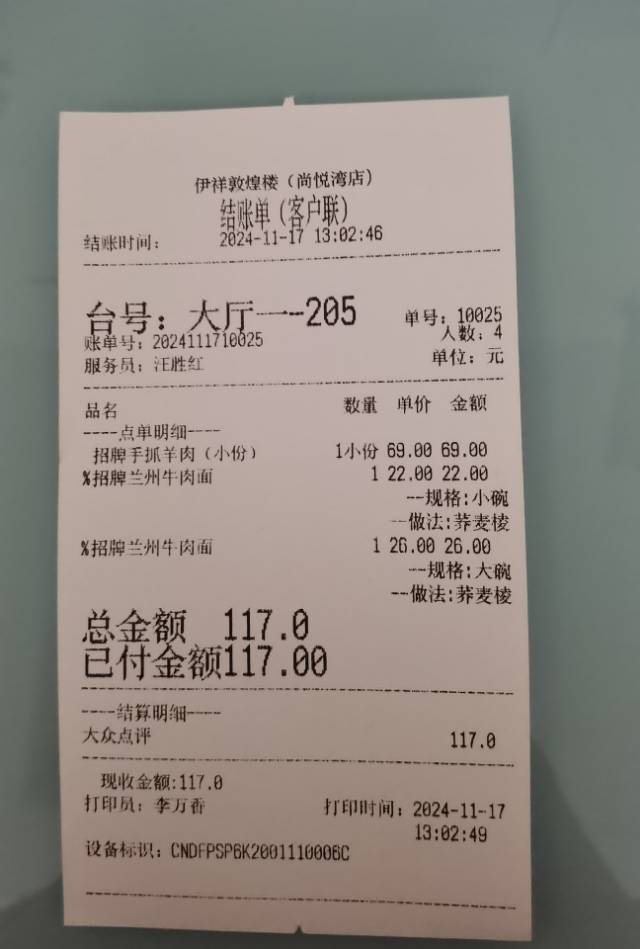 伊祥敦煌楼（尚悦湾店）
结账单（客户联）
结账时间： 2024-11-17 13:02:46
台号：大厅一-205 单号：10025
账单号：2024111710025 人数：4
服务员：汪胜红 单位：元
品名 数量 单价 金额
----点单明细----
招牌手抓羊肉（小份） 1小份 69.00 69.00
%招牌兰州牛肉面 1 22.00 22.00
--规格:小碗
--做法:荞麦棱
%招牌兰州牛肉面 1 26.00 26.00
--规格:大碗
--做法:荞麦棱
总金额 117.0
已付金额117.00
----结算明细----
大众点评 117.0
现收金额:117.0
打印员：李万香 打印时间：2024-11-17
13:02:49
设备标识：CNDFPSP6K2001110006C